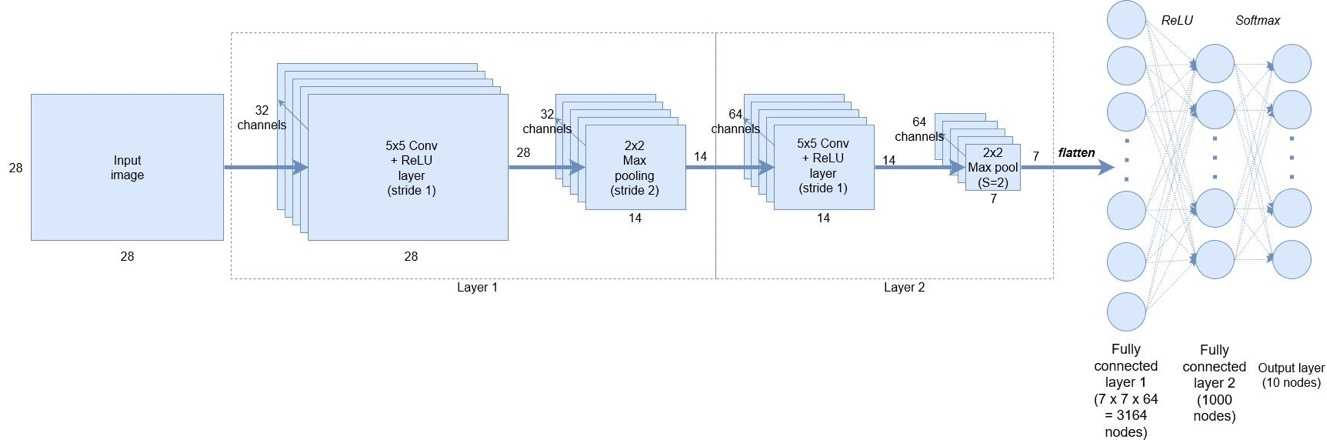 28
Input
image
28
32
channels
5x5 Conv
+ ReLU
layer
(stride 1)
28
28
Layer 1
32
channels
2x2
Max
pooling
(stride 2)
14
14
64
channels
5x5 Conv
+ ReLU
layer
(stride 1)
14
14
Layer 2
64
channels
2x2
Max pool
(S=2)
7
7
flatten
ReLU
Softmax
Fully
connected
layer 1
(7 x 7 x 64
= 3164
nodes)
Fully
connected
layer 2
(1000
nodes)
Output layer
(10 nodes)